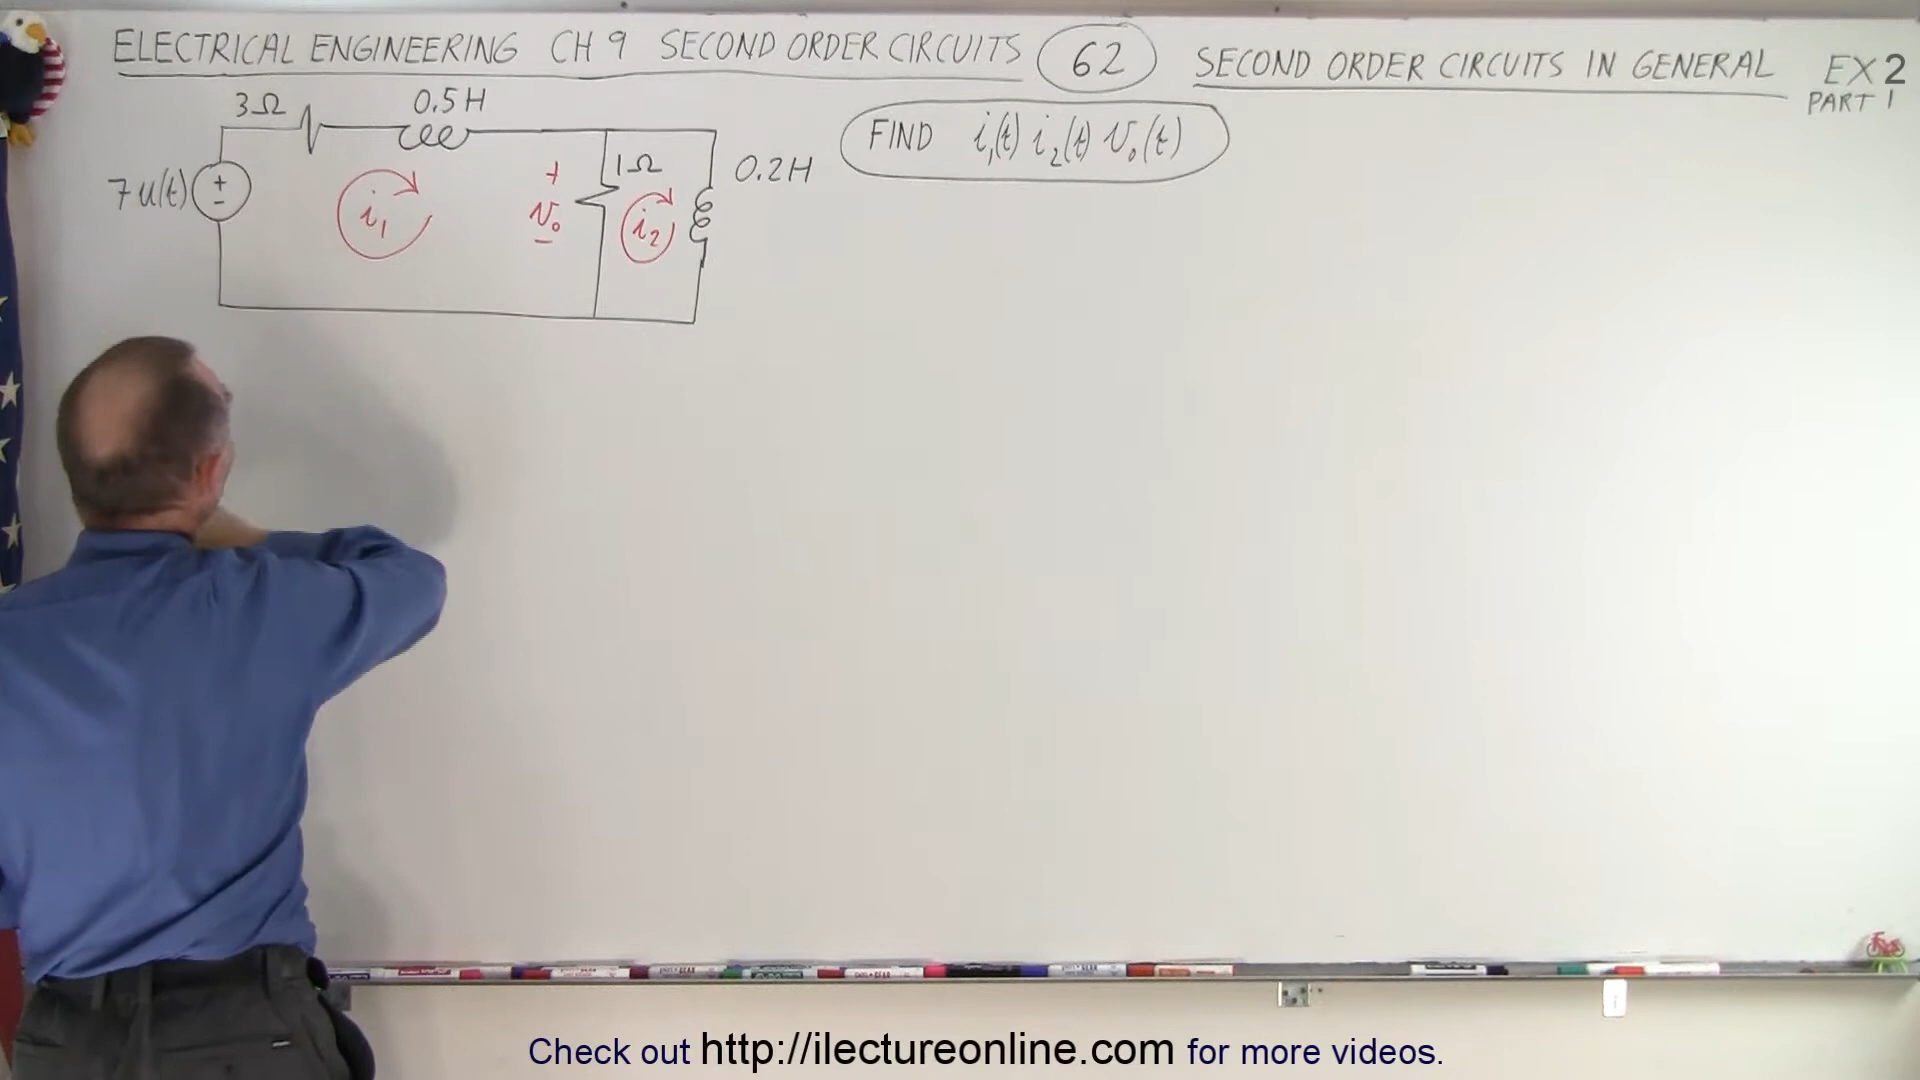 ELECTRICAL ENGINEERING CH 9 SECOND ORDER CIRCUITS 62 SECOND ORDER CIRCUITS IN GENERAL EX 2
PART 1
3Ω 0.5H
FIND i₁(t) i₂(t) v₀(t)
7u(t) + - i₁ + v₀ - 1Ω i₂ 0.2H
Check out http://ilectureonline.com for more videos.